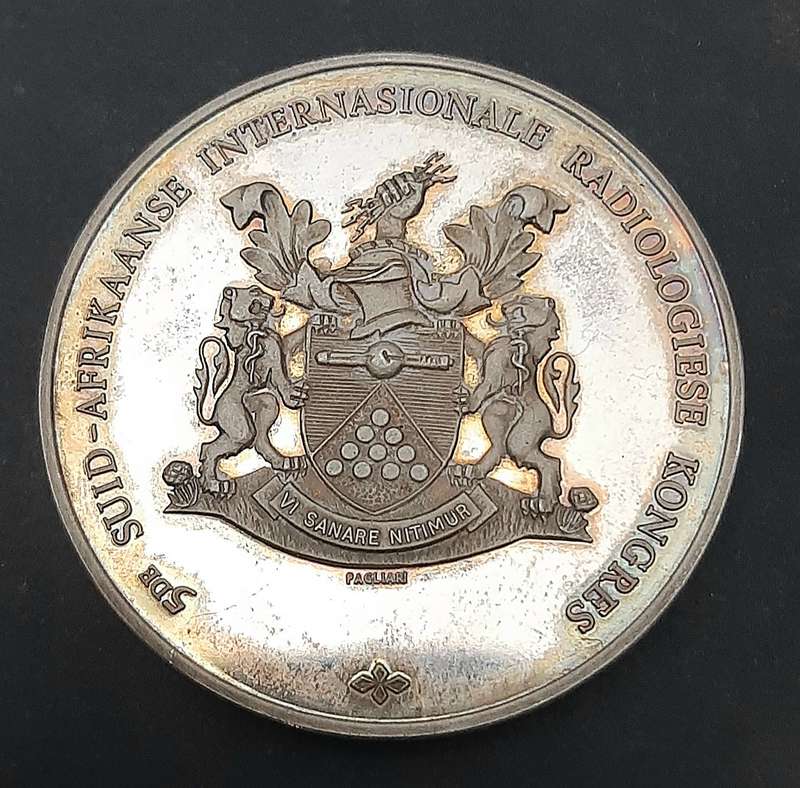 5DE SUID-AFRIKAANSE INTERNASIONALE RADIOLOGIESE KONGRES
VI SANARE NITIMUR
PAGLIARI